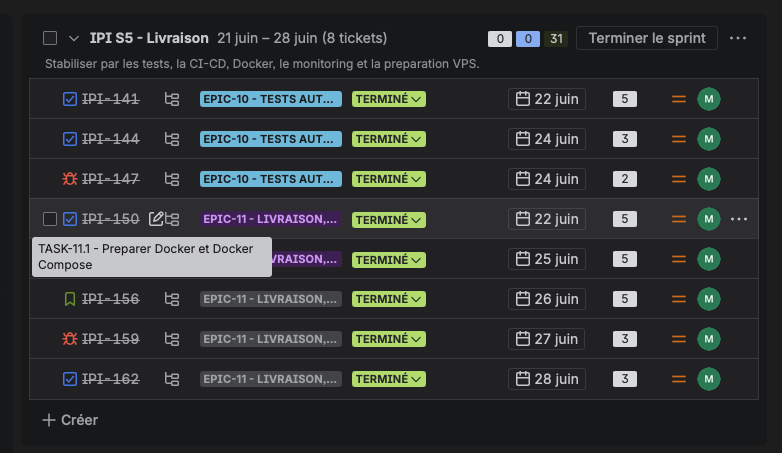 IPI S5 - Livraison 21 juin – 28 juin (8 tickets) 0 0 31 Terminer le sprint
Stabiliser par les tests, la CI-CD, Docker, le monitoring et la preparation VPS.
IPI-141 EPIC-10 - TESTS AUT... TERMINÉ 22 juin 5 M
IPI-144 EPIC-10 - TESTS AUT... TERMINÉ 24 juin 3 M
IPI-147 EPIC-10 - TESTS AUT... TERMINÉ 24 juin 2 M
IPI-150 EPIC-11 - LIVRAISON,... TERMINÉ 22 juin 5 M
TASK-11.1 - Preparer Docker et Docker
Compose
VRAISON,... TERMINÉ 25 juin 5 M
IPI-156 EPIC-11 - LIVRAISON,... TERMINÉ 26 juin 5 M
IPI-159 EPIC-11 - LIVRAISON,... TERMINÉ 27 juin 3 M
IPI-162 EPIC-11 - LIVRAISON,... TERMINÉ 28 juin 3 M
Créer